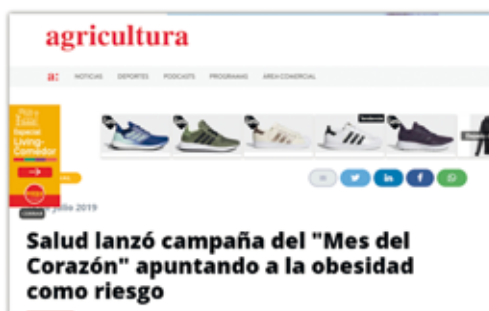 agricultura
a: NOTICIAS DEPORTES PODCASTS PROGRAMAS AREA COMERCIAL
Especial
Living-
Comedor
julio 2019
Salud lanzó campaña del "Mes del
Corazón" apuntando a la obesidad
como riesgo